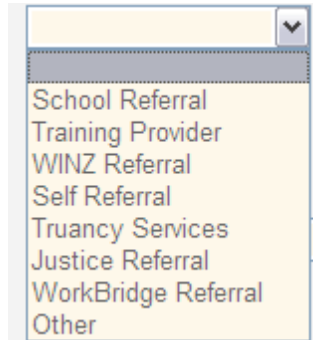 School Referral
Training Provider
WINZ Referral
Self Referral
Truancy Services
Justice Referral
WorkBridge Referral
Other